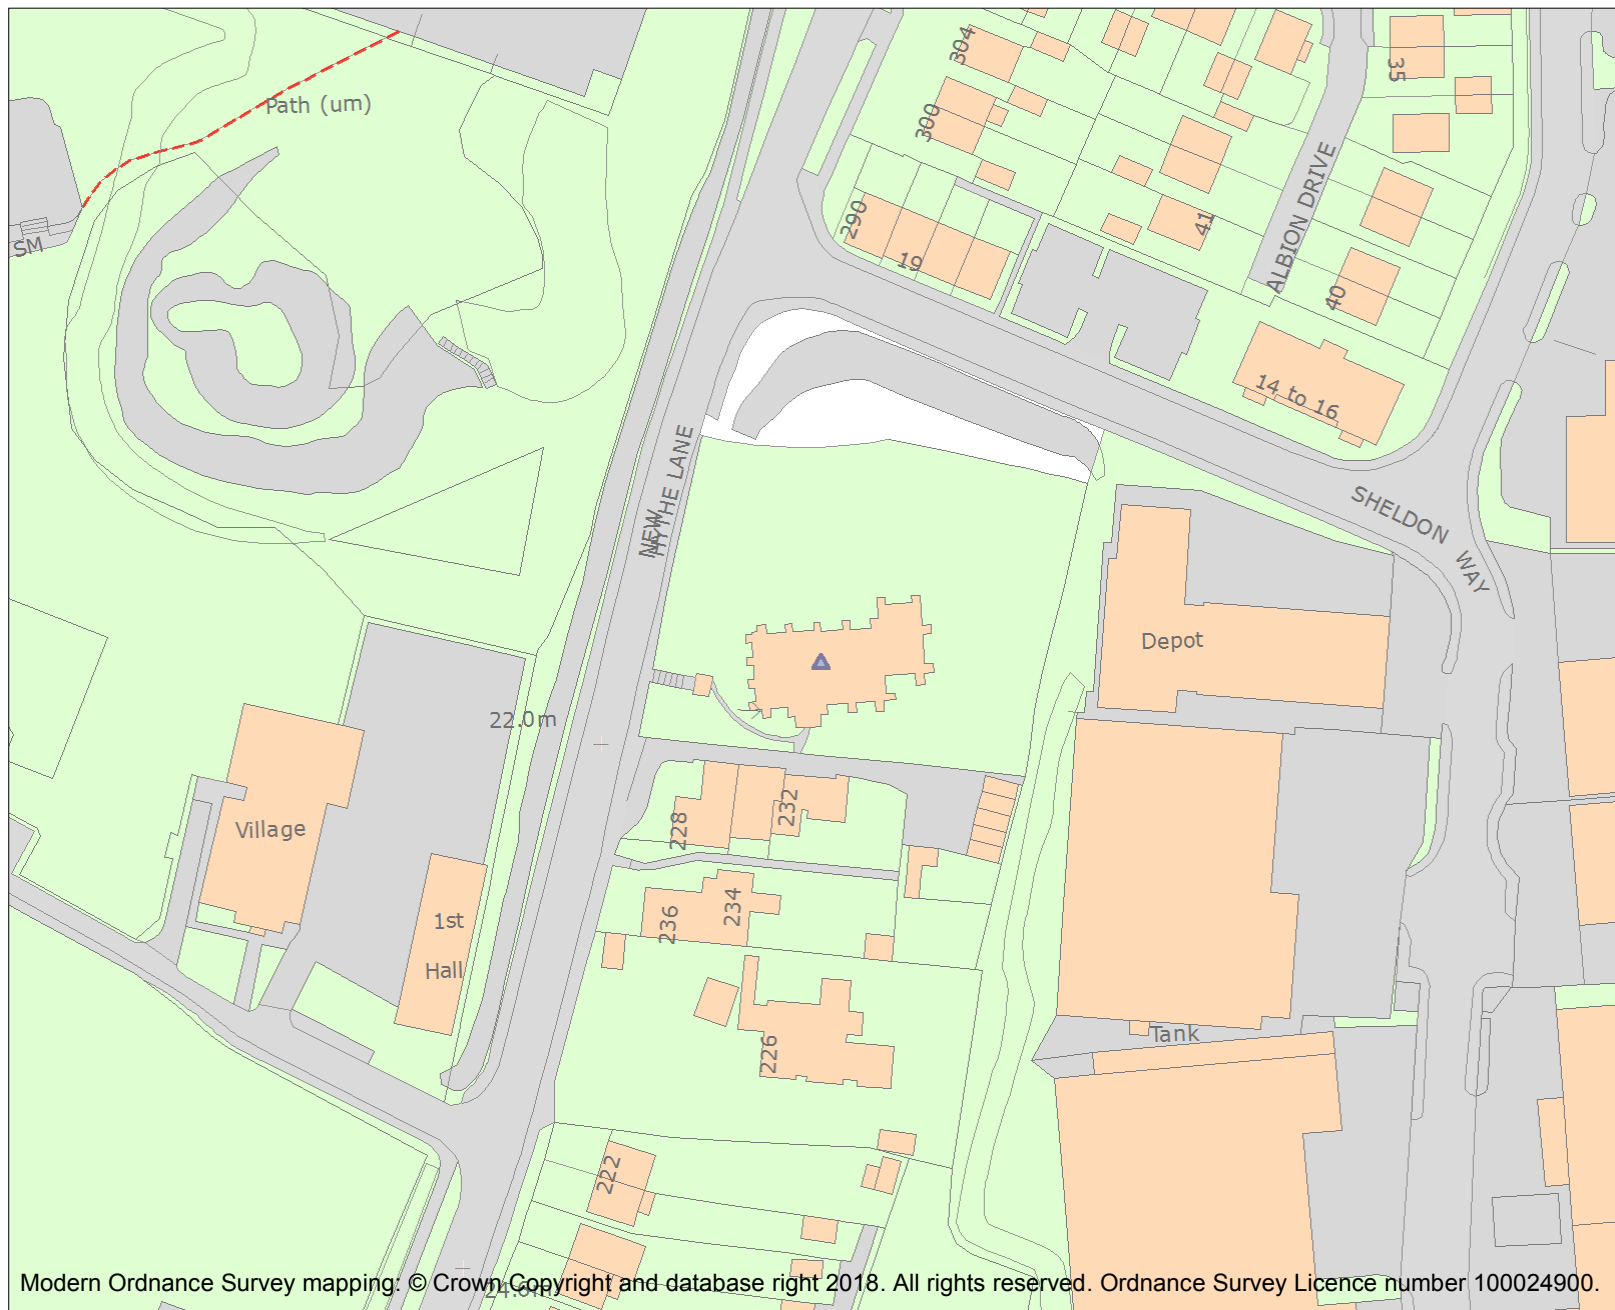 304
35
Path (um)
300
ALBION DRIVE
290
41
SM
19
40
14 to 16
NEW
HYTHE LANE
SHELDON WAY
Depot
22.0m
232
228
Village
234
236
1st
Hall
Tank
226
222
24.6m
Modern Ordnance Survey mapping: © Crown Copyright and database right 2018. All rights reserved. Ordnance Survey Licence number 100024900.